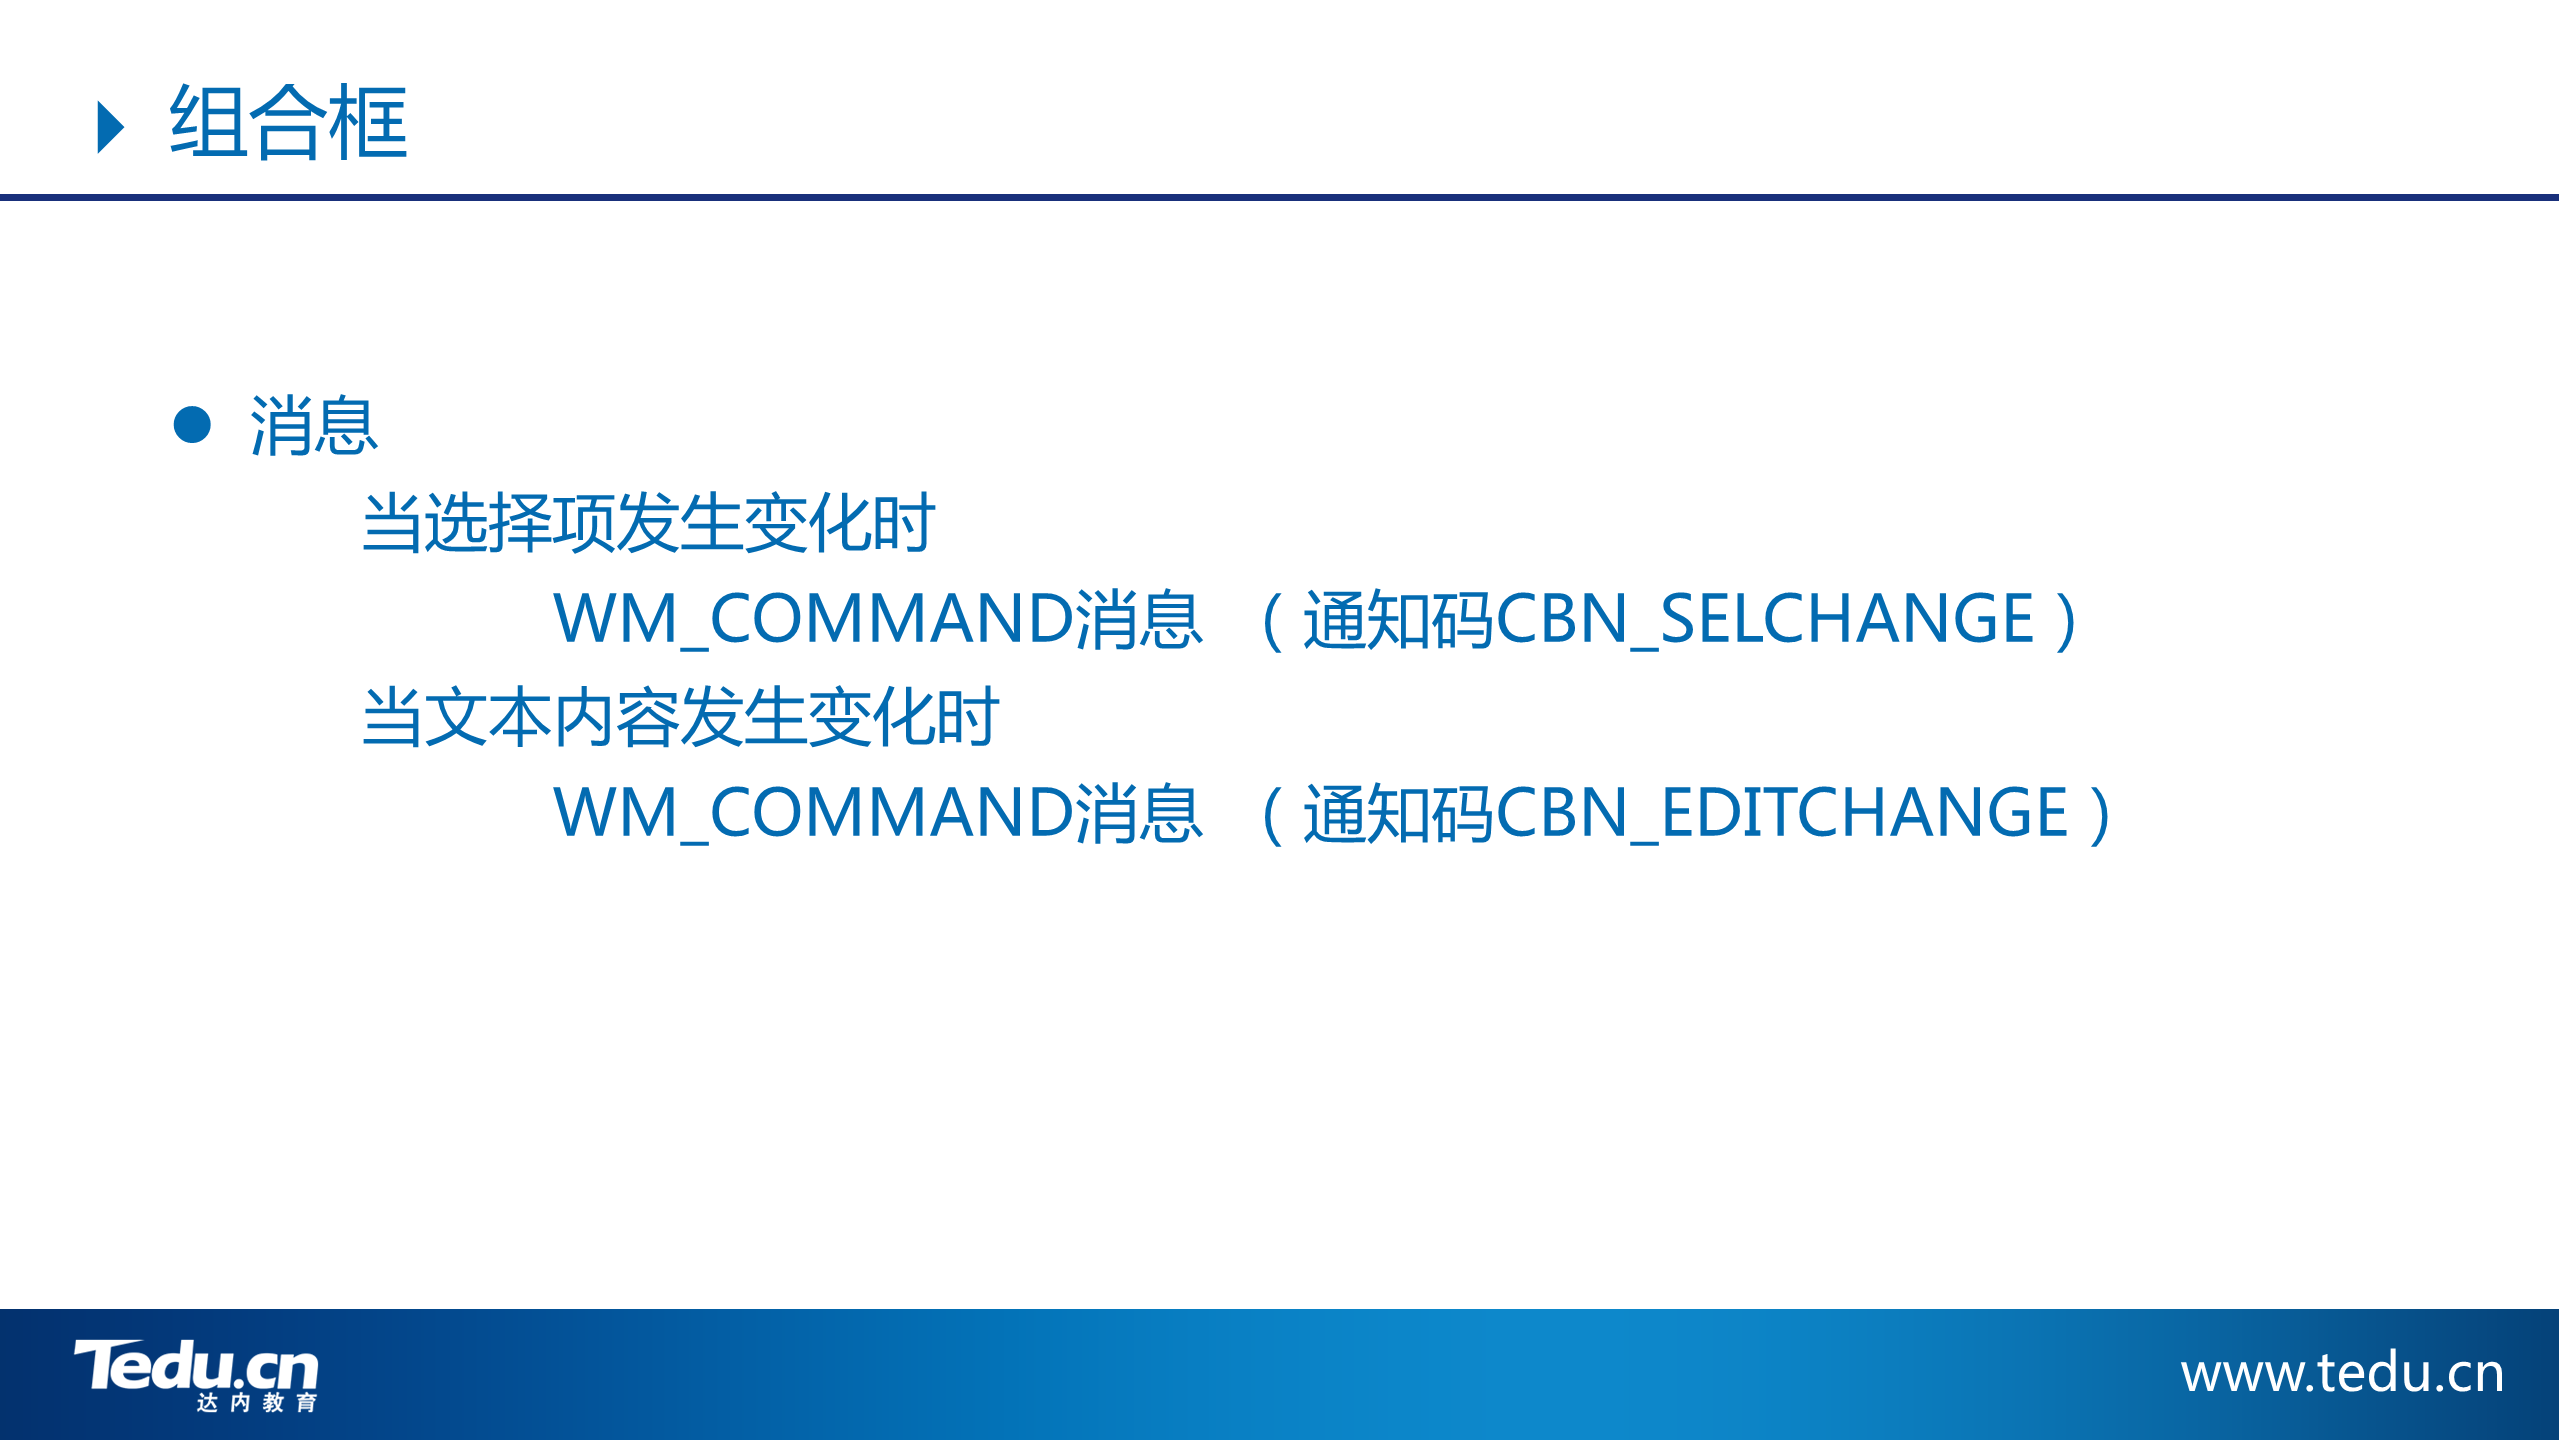 组合框
消息
当选择项发生变化时
WM_COMMAND消息 （通知码CBN_SELCHANGE）
当文本内容发生变化时
WM_COMMAND消息 （通知码CBN_EDITCHANGE）
Tedu.cn
达内教育
www.tedu.cn